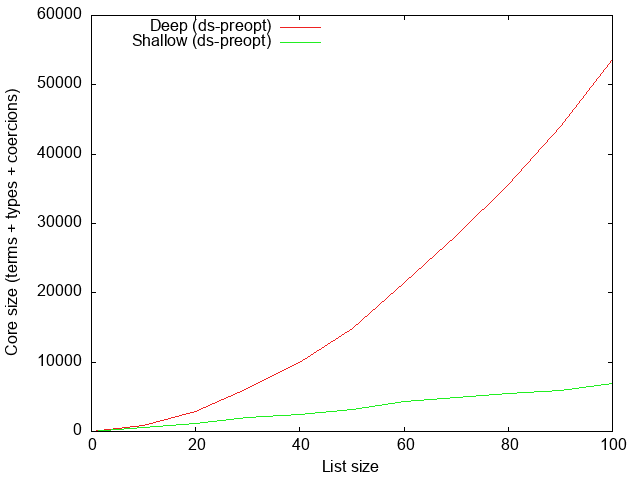 60000
50000
40000
30000
20000
10000
0
Deep (ds-preopt)
Shallow (ds-preopt)
Core size (terms + types + coercions)
0 20 40 60 80 100
List size